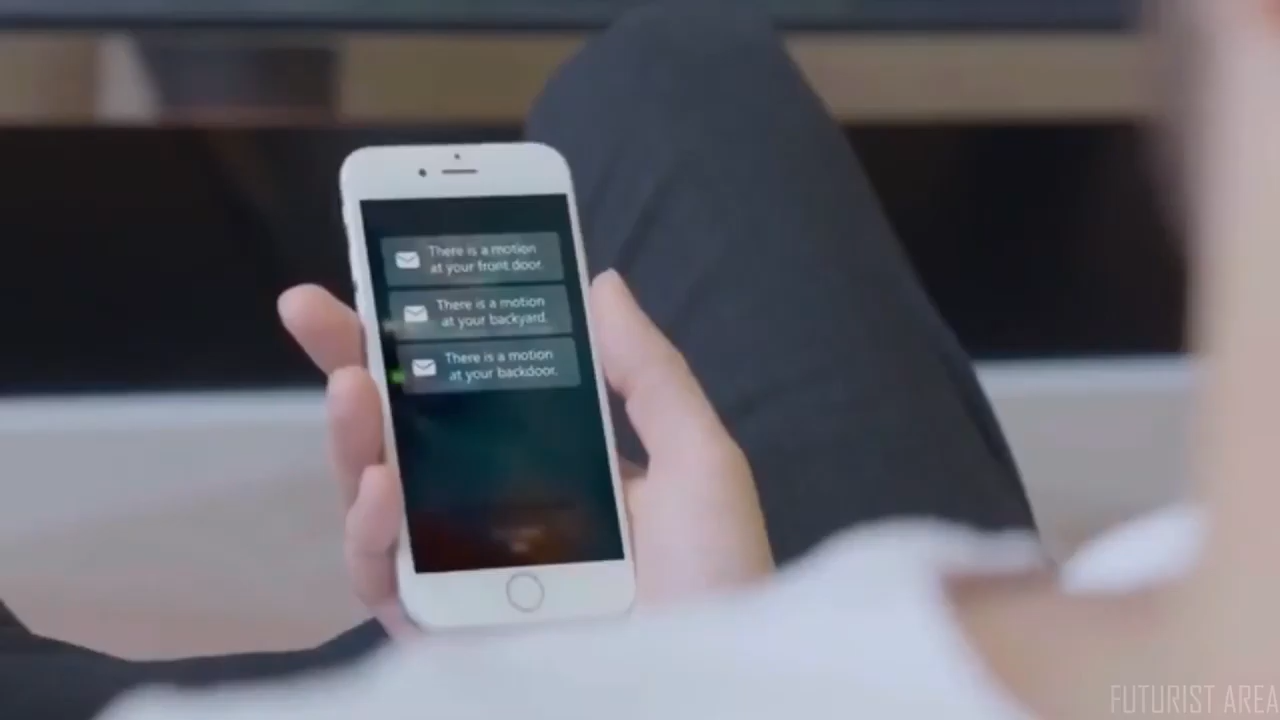 There is a motion
at your front door.
There is a motion
at your backyard.
There is a motion
at your backdoor.
FUTURIST AREA